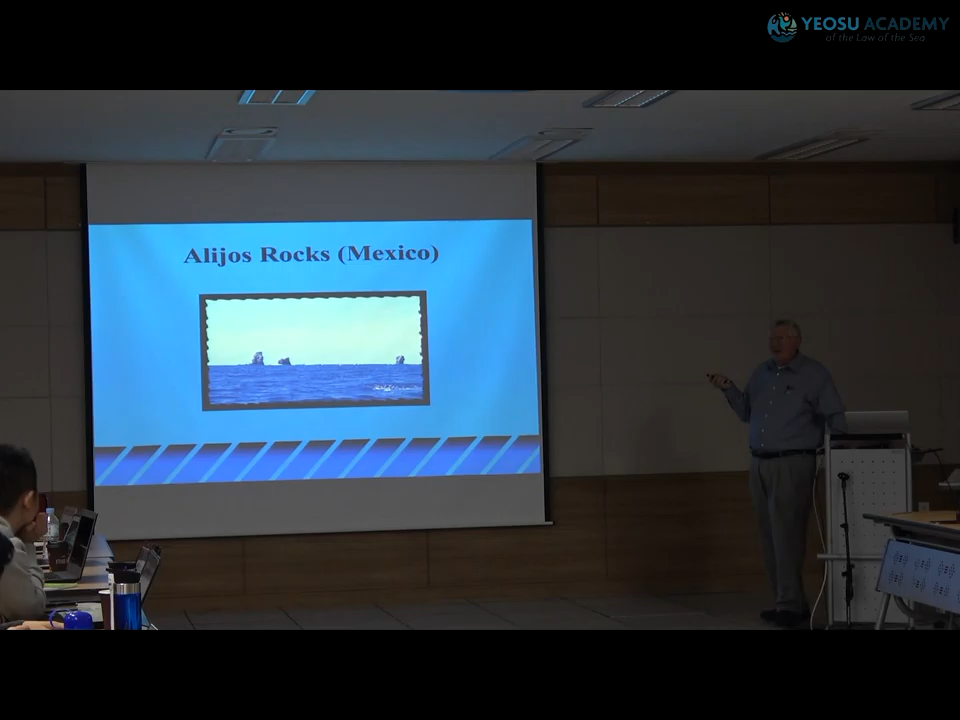 YEOSU ACADEMY
of the Law of the Sea
Alijos Rocks (Mexico)